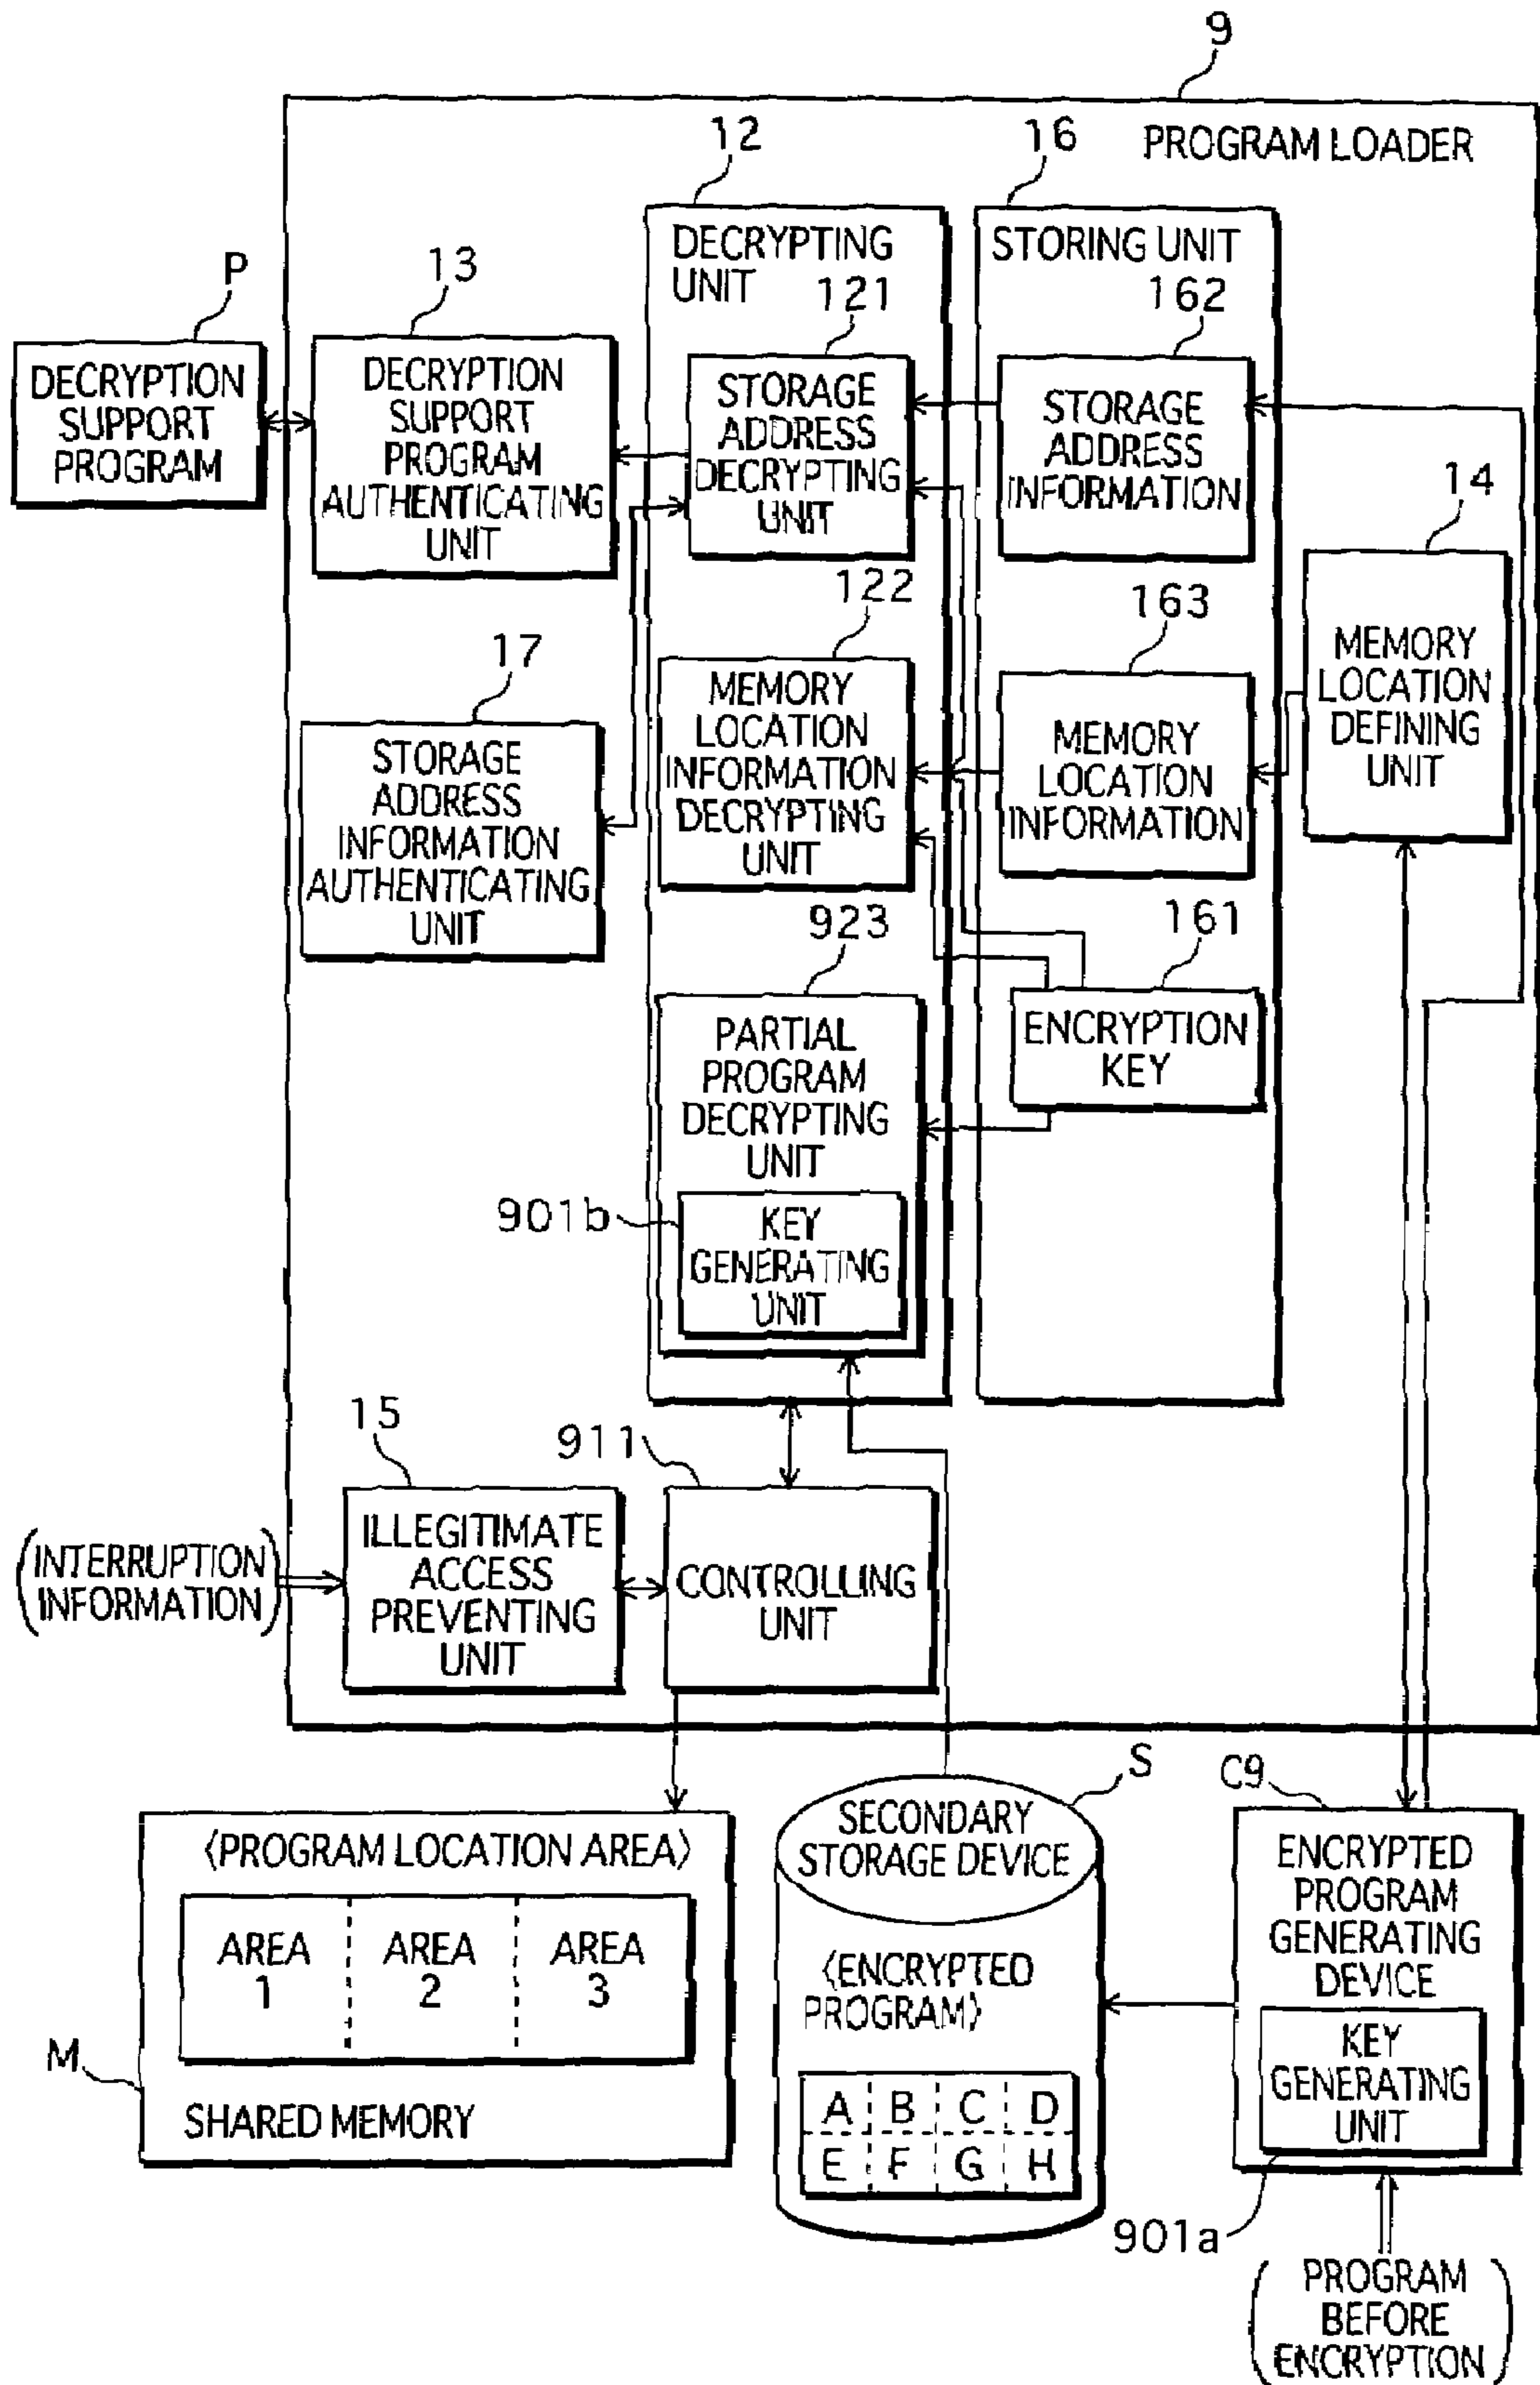 9
PROGRAM LOADER
12
16
DECRYPTING
UNIT
STORING UNIT
P
13
121
162
DECRYPTION
SUPPORT
PROGRAM
DECRYPTION
SUPPORT
PROGRAM
AUTHENTICATING
UNIT
STORAGE
ADDRESS
DECRYPTING
UNIT
STORAGE
ADDRESS
INFORMATION
14
17
122
163
MEMORY
LOCATION
DEFINING
UNIT
STORAGE
ADDRESS
INFORMATION
AUTHENTICATING
UNIT
MEMORY
LOCATION
INFORMATION
DECRYPTING
UNIT
MEMORY
LOCATION
INFORMATION
923
161
PARTIAL
PROGRAM
DECRYPTING
UNIT
ENCRYPTION
KEY
901b
KEY
GENERATING
UNIT
15
911
(INTERRUPTION
INFORMATION)
ILLEGITIMATE
ACCESS
PREVENTING
UNIT
CONTROLLING
UNIT
S
C9
⟨PROGRAM LOCATION AREA⟩
AREA
1
AREA
2
AREA
3
M
SHARED MEMORY
SECONDARY
STORAGE DEVICE
⟨ENCRYPTED
PROGRAM⟩
A B C D
E F G H
ENCRYPTED
PROGRAM
GENERATING
DEVICE
KEY
GENERATING
UNIT
901a
(PROGRAM
BEFORE
ENCRYPTION)